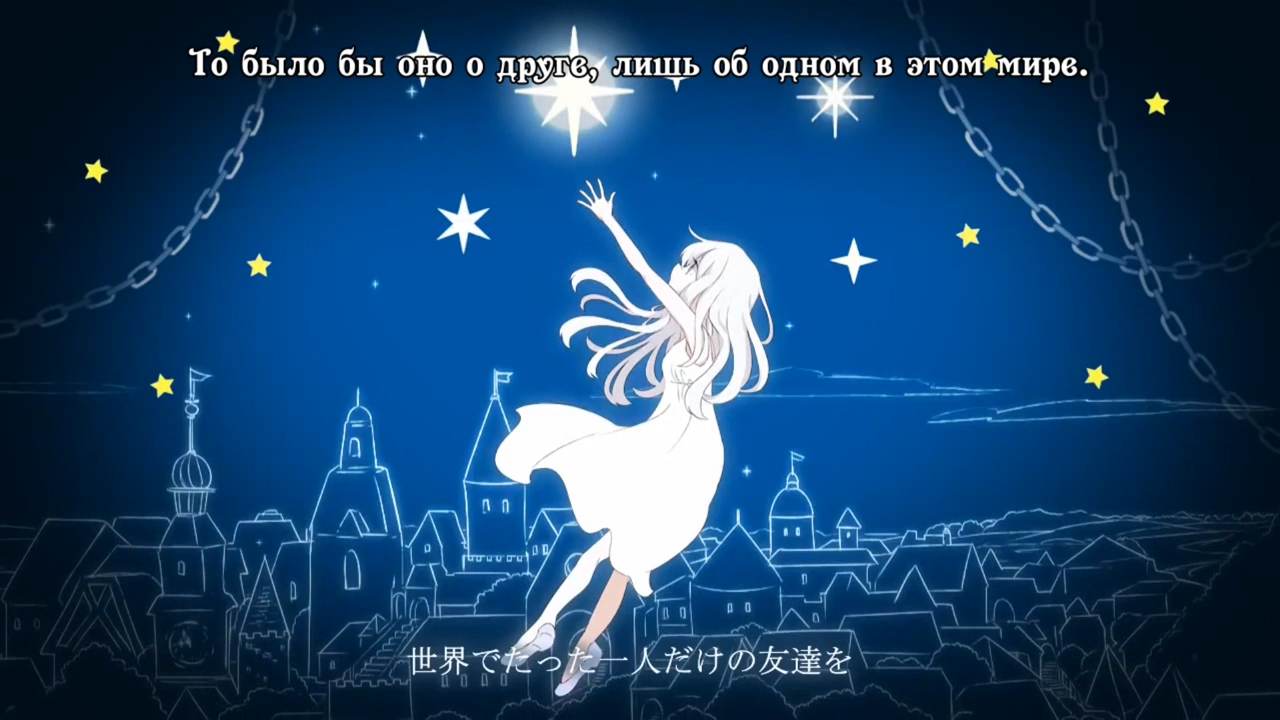 То было бы оно о друге, лишь об одном в этом мире.
世界でたった一人だけの友達を